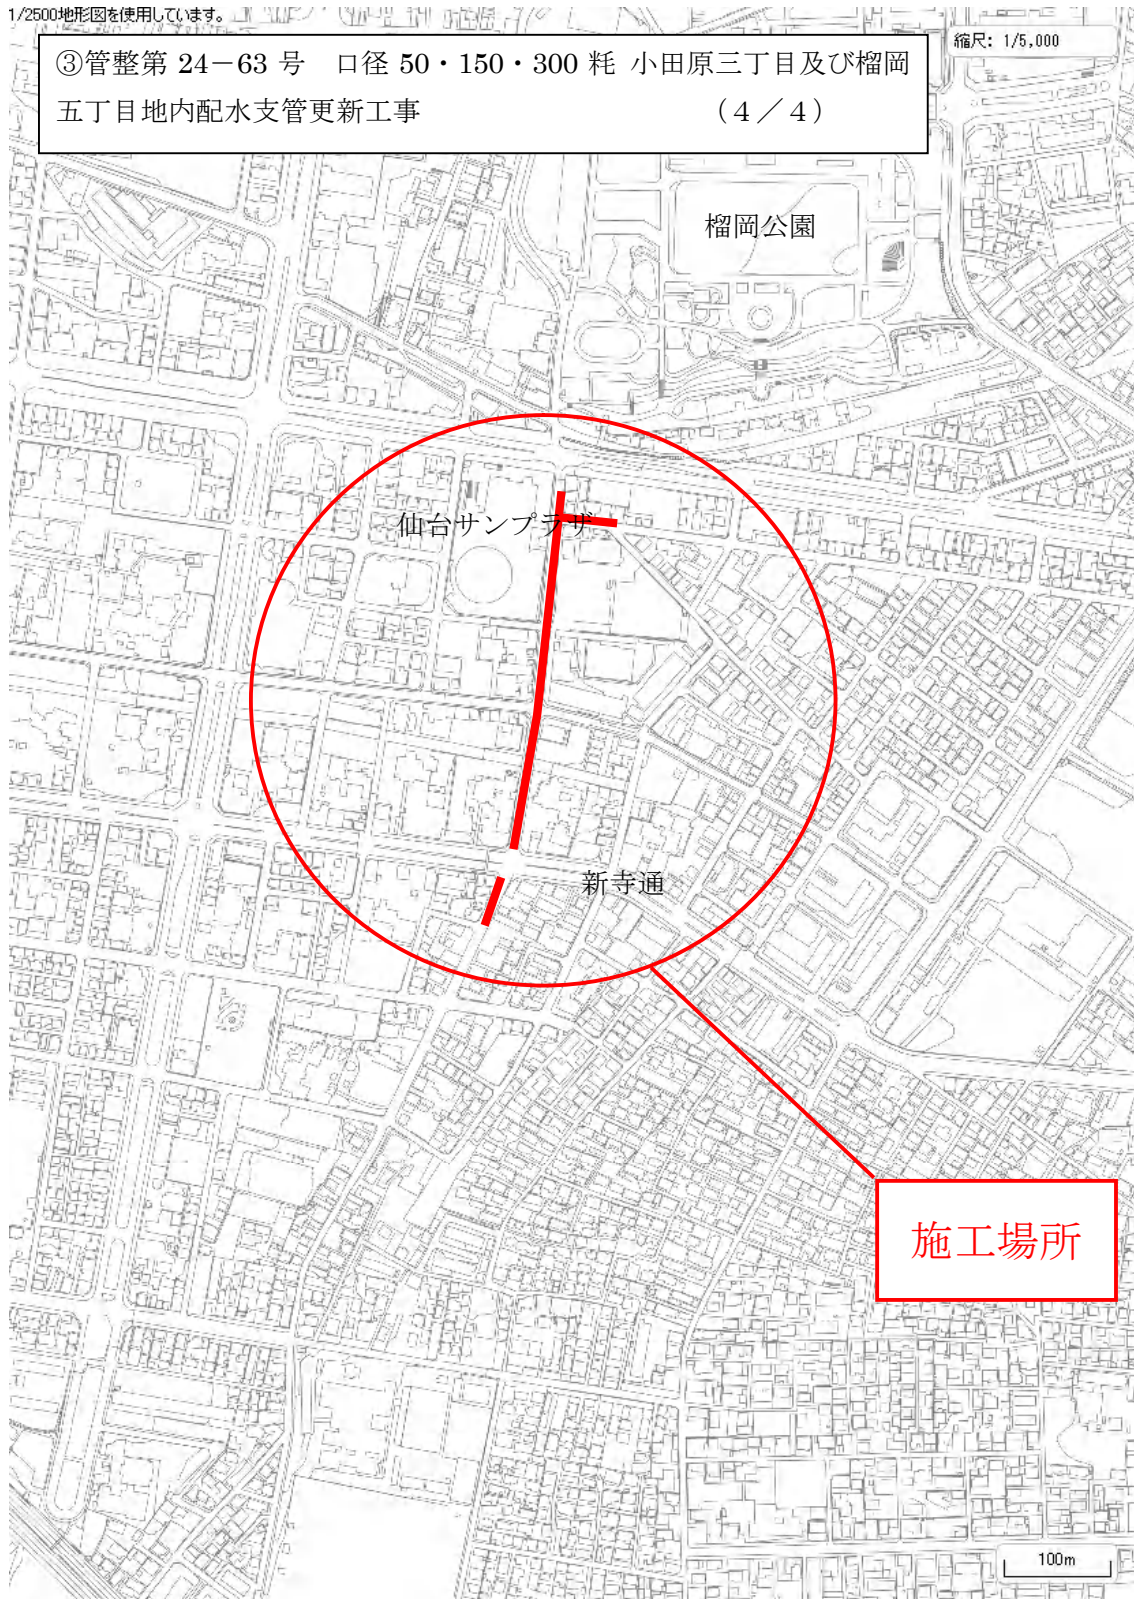 1/2500地形図を使用しています。
縮尺: 1/5,000
③管整第 24－63 号　口径 50・150・300 粍 小田原三丁目及び榴岡
五丁目地内配水支管更新工事　（４／４）
榴岡公園
仙台サンプラザ
新寺通
施工場所
100m